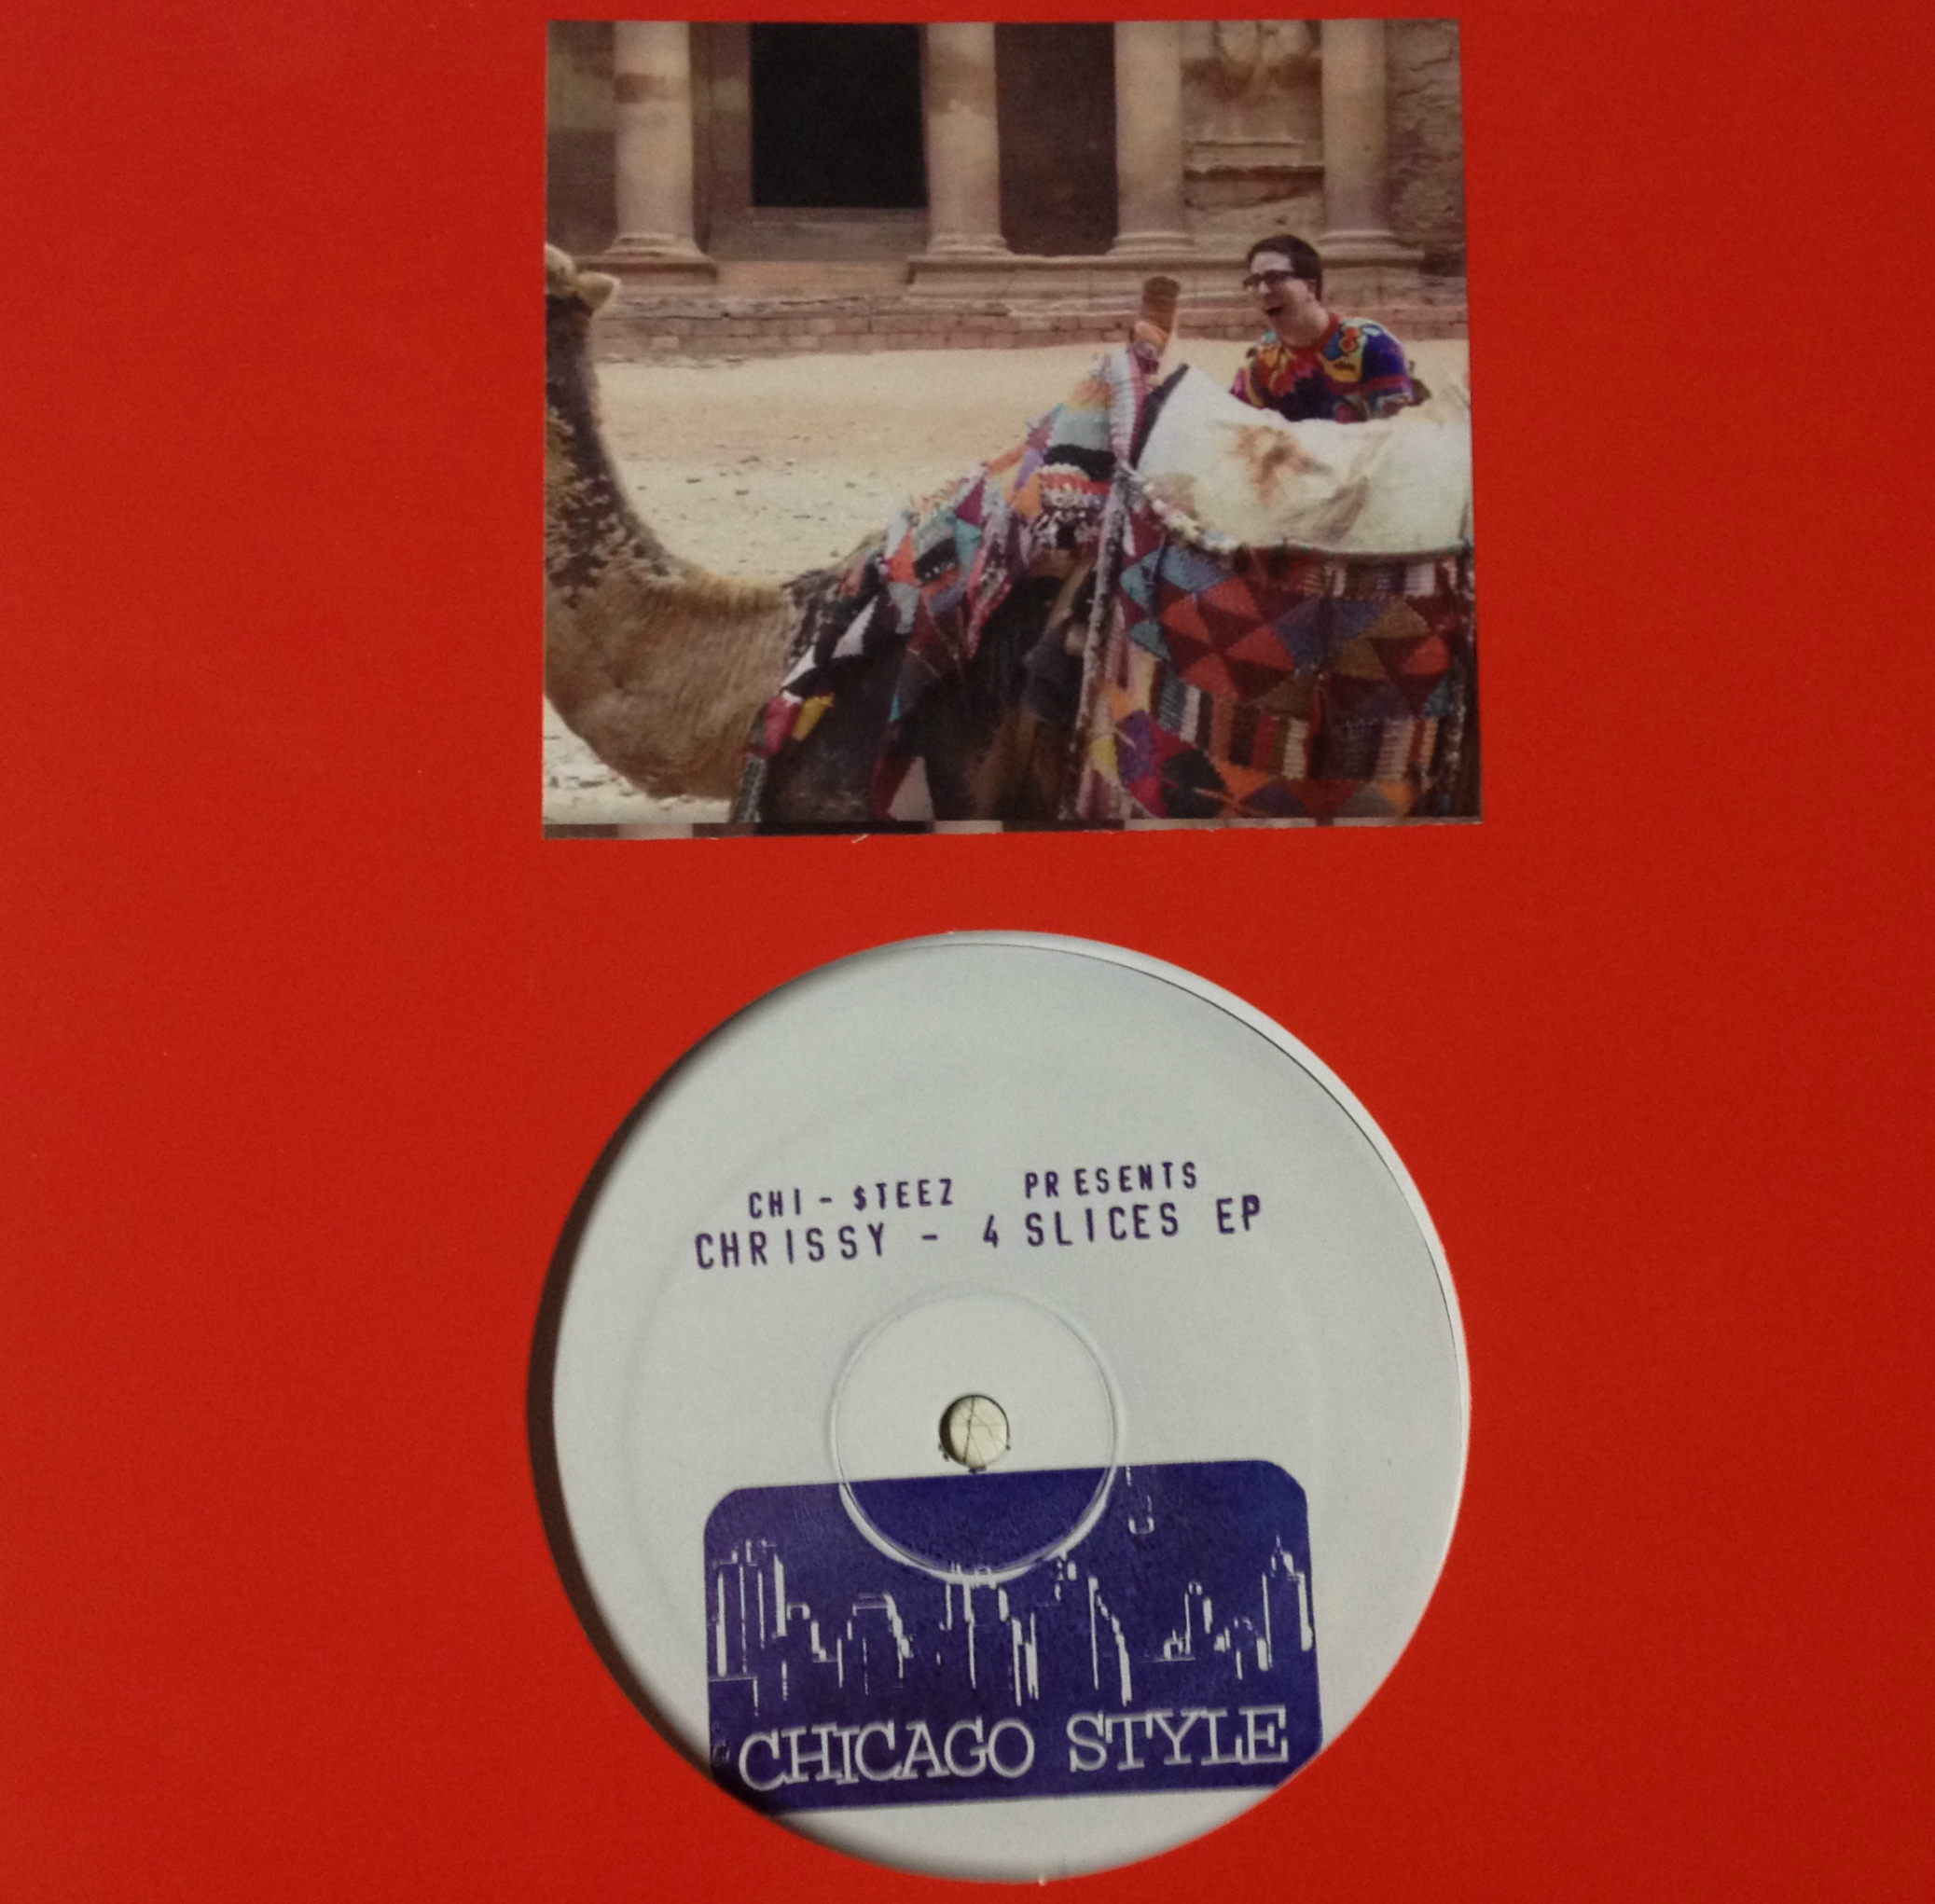 CHI-$TEEZ PRESENTS
CHRISSY - 4 SLICES EP
CHICAGO STYLE